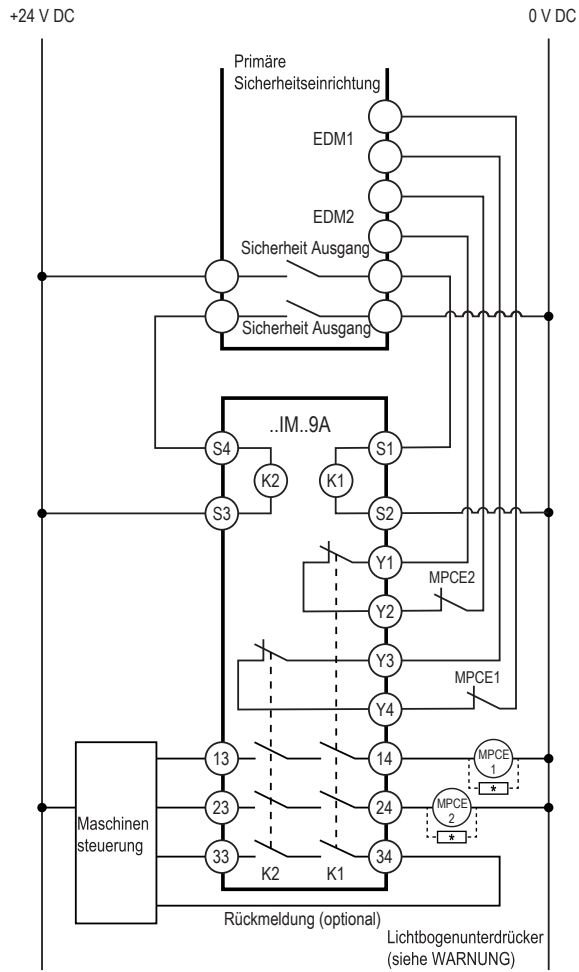 +24 V DC
0 V DC
Primäre
Sicherheitseinrichtung
EDM1
EDM2
Sicherheit Ausgang
Sicherheit Ausgang
..IM..9A
S4
S1
K2
K1
S3
S2
Y1
MPCE2
Y2
Y3
MPCE1
Y4
13
14
MPCE
1
*
Maschinen
steuerung
23
24
MPCE
2
*
33
34
K2
K1
Rückmeldung (optional)
Lichtbogenunterdrücker
(siehe WARNUNG)